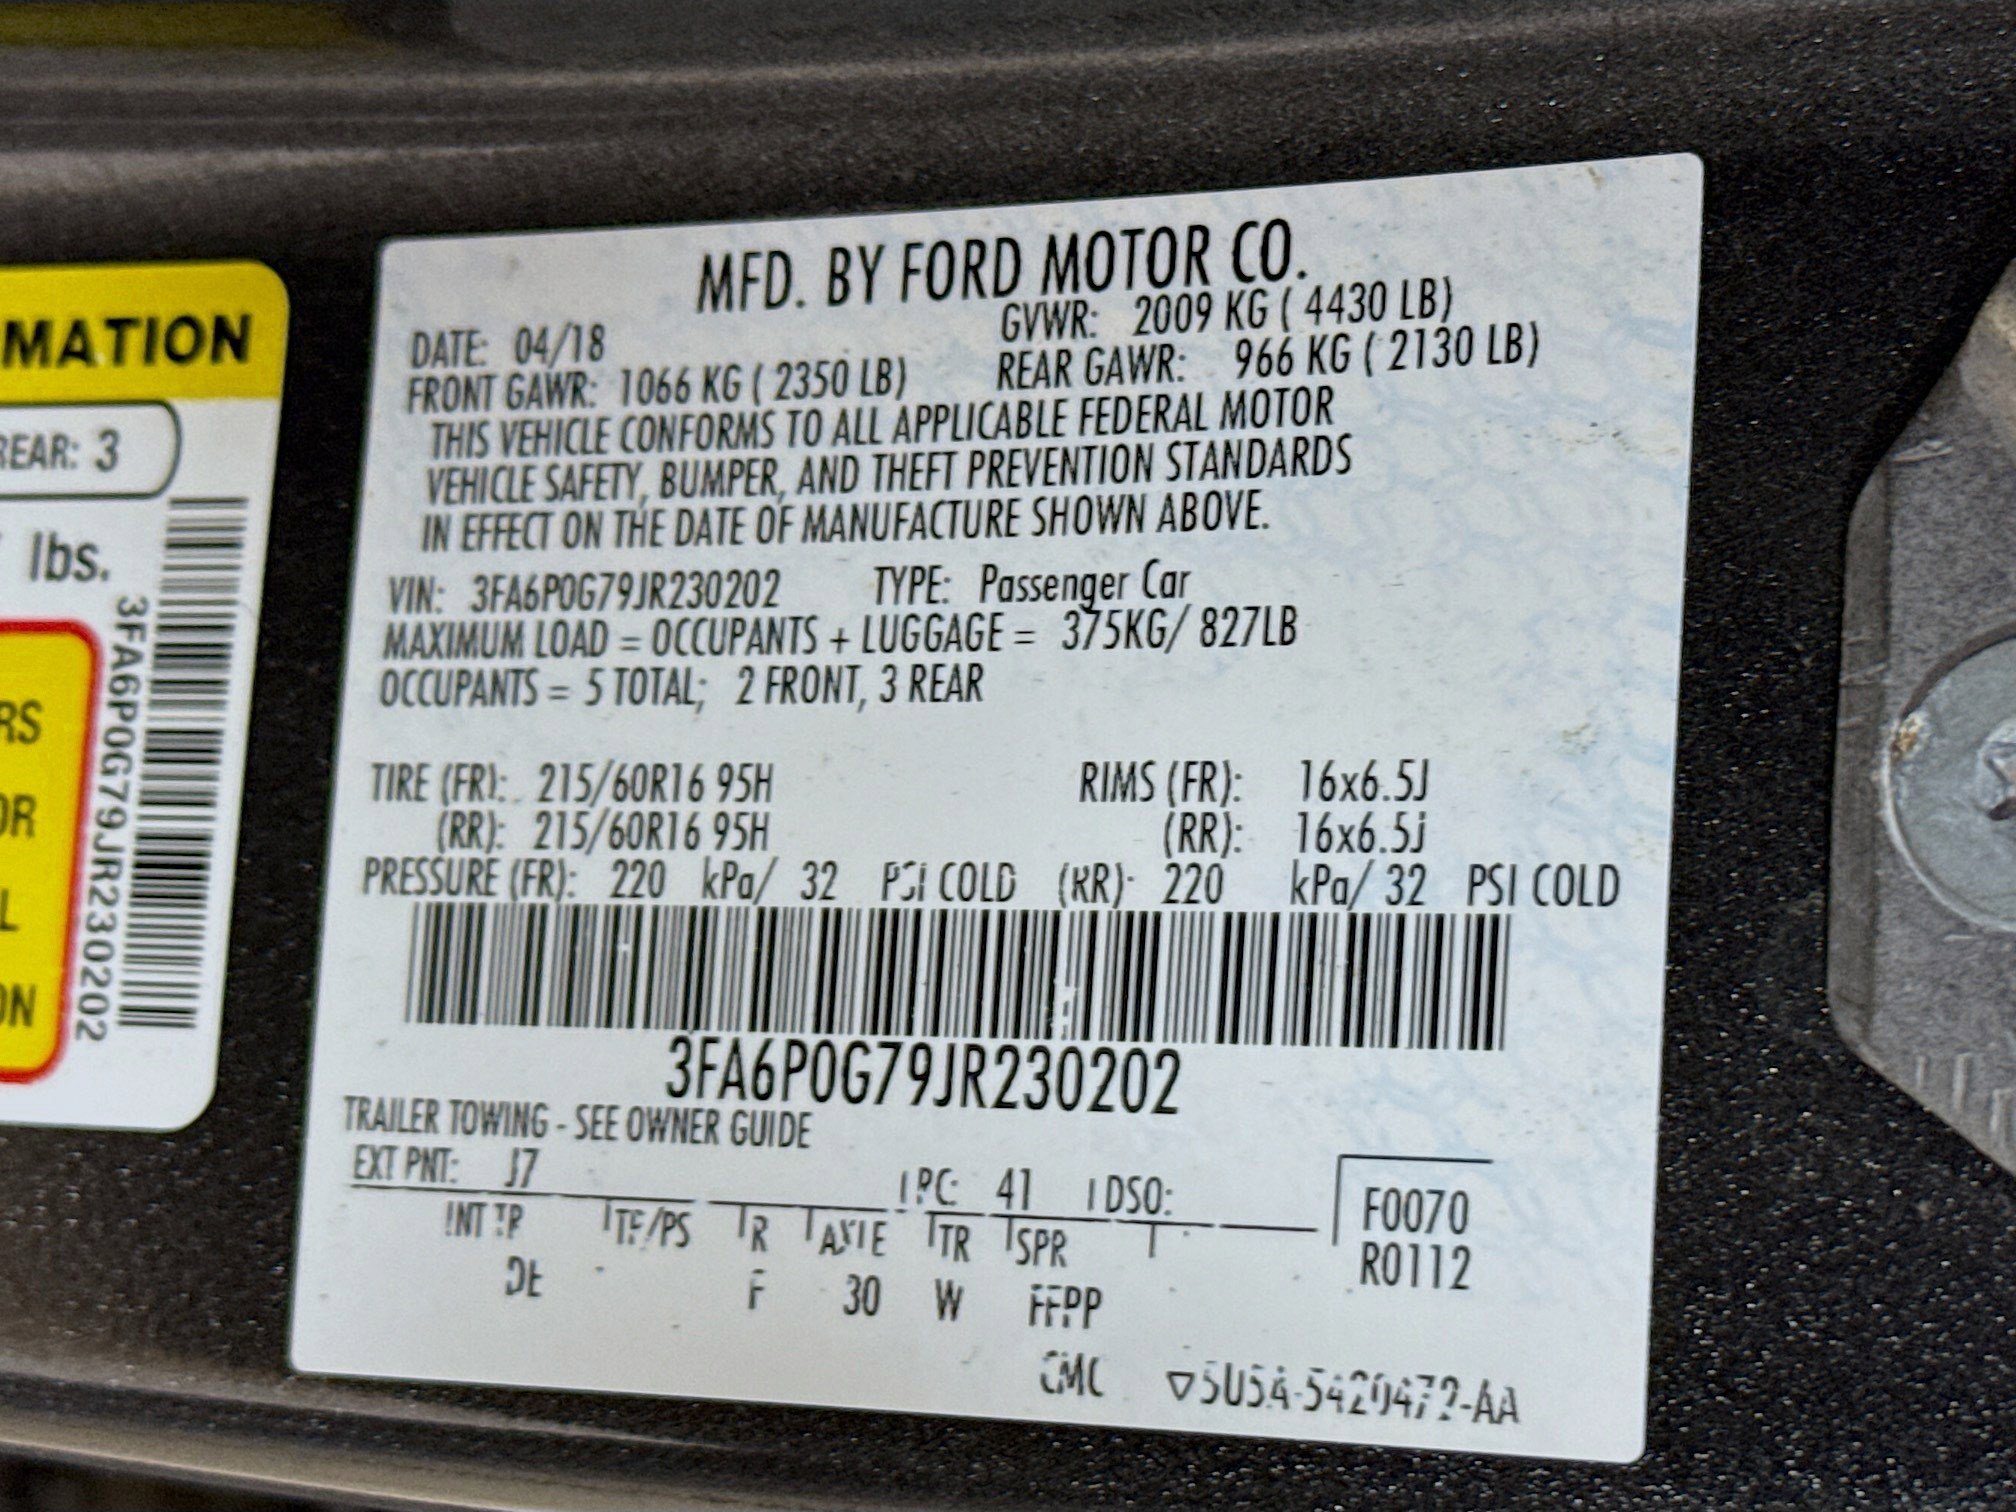 MATION
REAR: 3
lbs.
3FA6P0G79JR230202
RS
OR
L
ON
MFD. BY FORD MOTOR CO.
DATE: 04/18 GVWR: 2009 KG ( 4430 LB)
FRONT GAWR: 1066 KG ( 2350 LB) REAR GAWR: 966 KG ( 2130 LB)
THIS VEHICLE CONFORMS TO ALL APPLICABLE FEDERAL MOTOR
VEHICLE SAFETY, BUMPER, AND THEFT PREVENTION STANDARDS
IN EFFECT ON THE DATE OF MANUFACTURE SHOWN ABOVE.
VIN: 3FA6P0G79JR230202 TYPE: Passenger Car
MAXIMUM LOAD = OCCUPANTS + LUGGAGE = 375KG/ 827LB
OCCUPANTS = 5 TOTAL; 2 FRONT, 3 REAR
TIRE (FR): 215/60R16 95H RIMS (FR): 16x6.5J
(RR): 215/60R16 95H (RR): 16x6.5j
PRESSURE (FR): 220 kPa/ 32 PSI COLD (RR): 220 kPa/ 32 PSI COLD
3FA6P0G79JR230202
TRAILER TOWING - SEE OWNER GUIDE
EXT PNT: J7 RC: 41 DSO:
INT TR TP/PS R AXLE TR SPR F0070
F 30 W R0112